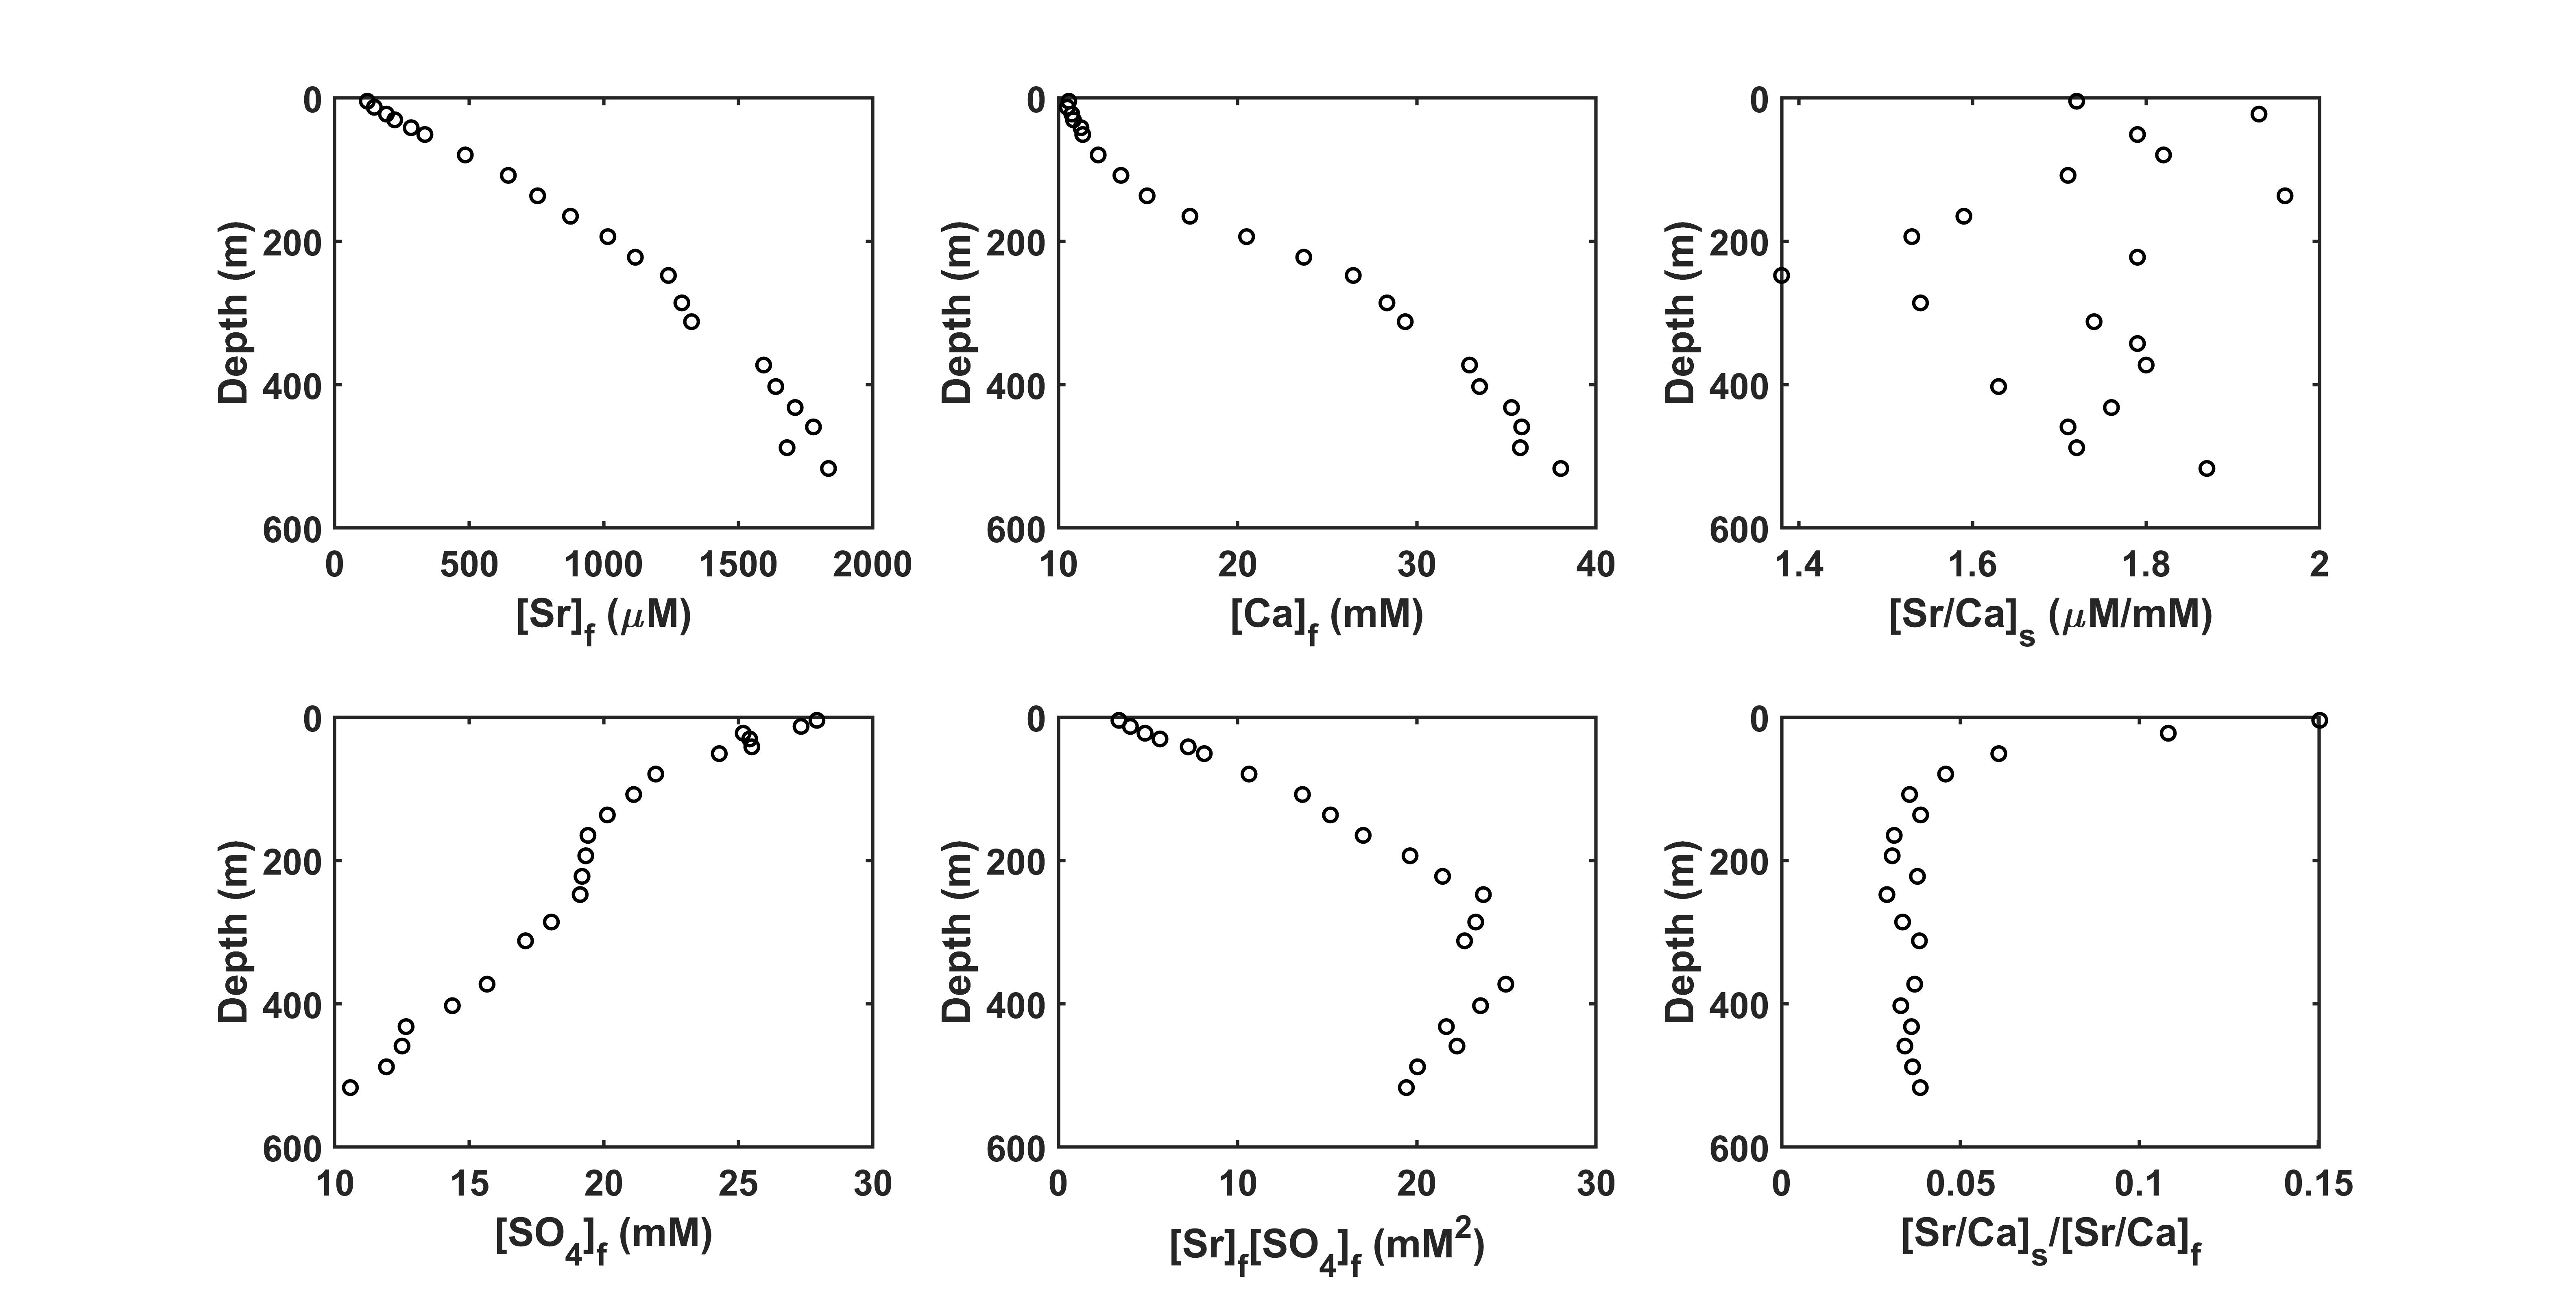 0
200
400
600
Depth (m)
0 500 1000 1500 2000
[Sr]f (μM)
0
200
400
600
Depth (m)
10 20 30 40
[Ca]f (mM)
0
200
400
600
Depth (m)
1.4 1.6 1.8 2
[Sr/Ca]s (μM/mM)
0
200
400
600
Depth (m)
10 15 20 25 30
[SO4]f (mM)
0
200
400
600
Depth (m)
0 10 20 30
[Sr]f[SO4]f (mM2)
0
200
400
600
Depth (m)
0 0.05 0.1 0.15
[Sr/Ca]s/[Sr/Ca]f